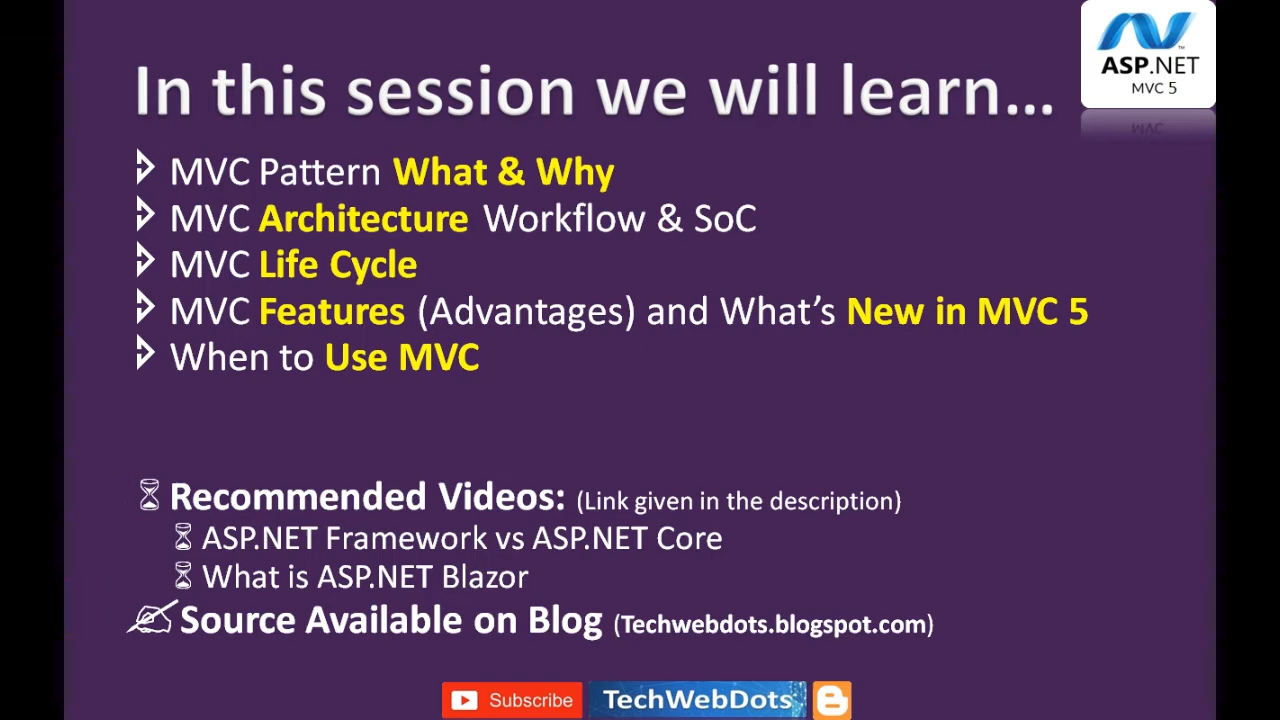 In this session we will learn...
ASP.NET
MVC 5
MVC Pattern What & Why
MVC Architecture Workflow & SoC
MVC Life Cycle
MVC Features (Advantages) and What's New in MVC 5
When to Use MVC
Recommended Videos: (Link given in the description)
ASP.NET Framework vs ASP.NET Core
What is ASP.NET Blazor
Source Available on Blog (Techwebdots.blogspot.com)
Subscribe TechWebDots